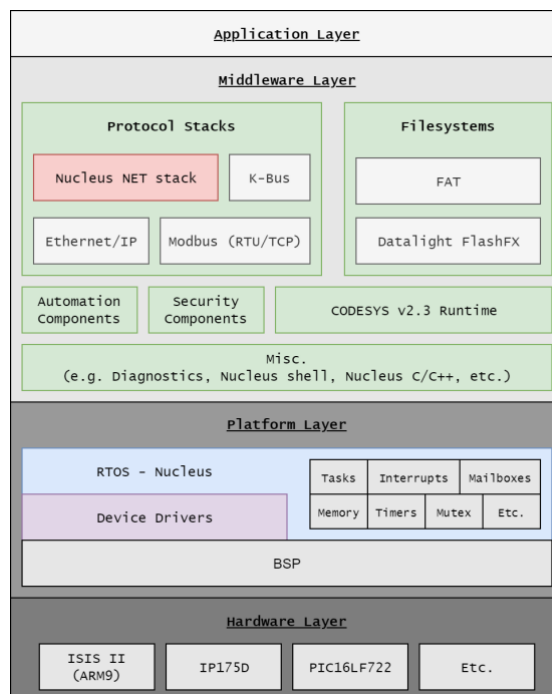 Application Layer
Middleware Layer
Protocol Stacks
Nucleus NET stack
K-Bus
Ethernet/IP
Modbus (RTU/TCP)
Filesystems
FAT
Datalight FlashFX
Automation
Components
Security
Components
CODESYS v2.3 Runtime
Misc.
(e.g. Diagnostics, Nucleus shell, Nucleus C/C++, etc.)
Platform Layer
RTOS - Nucleus
Device Drivers
Tasks
Interrupts
Mailboxes
Memory
Timers
Mutex
Etc.
BSP
Hardware Layer
ISIS II
(ARM9)
IP175D
PIC16LF722
Etc.